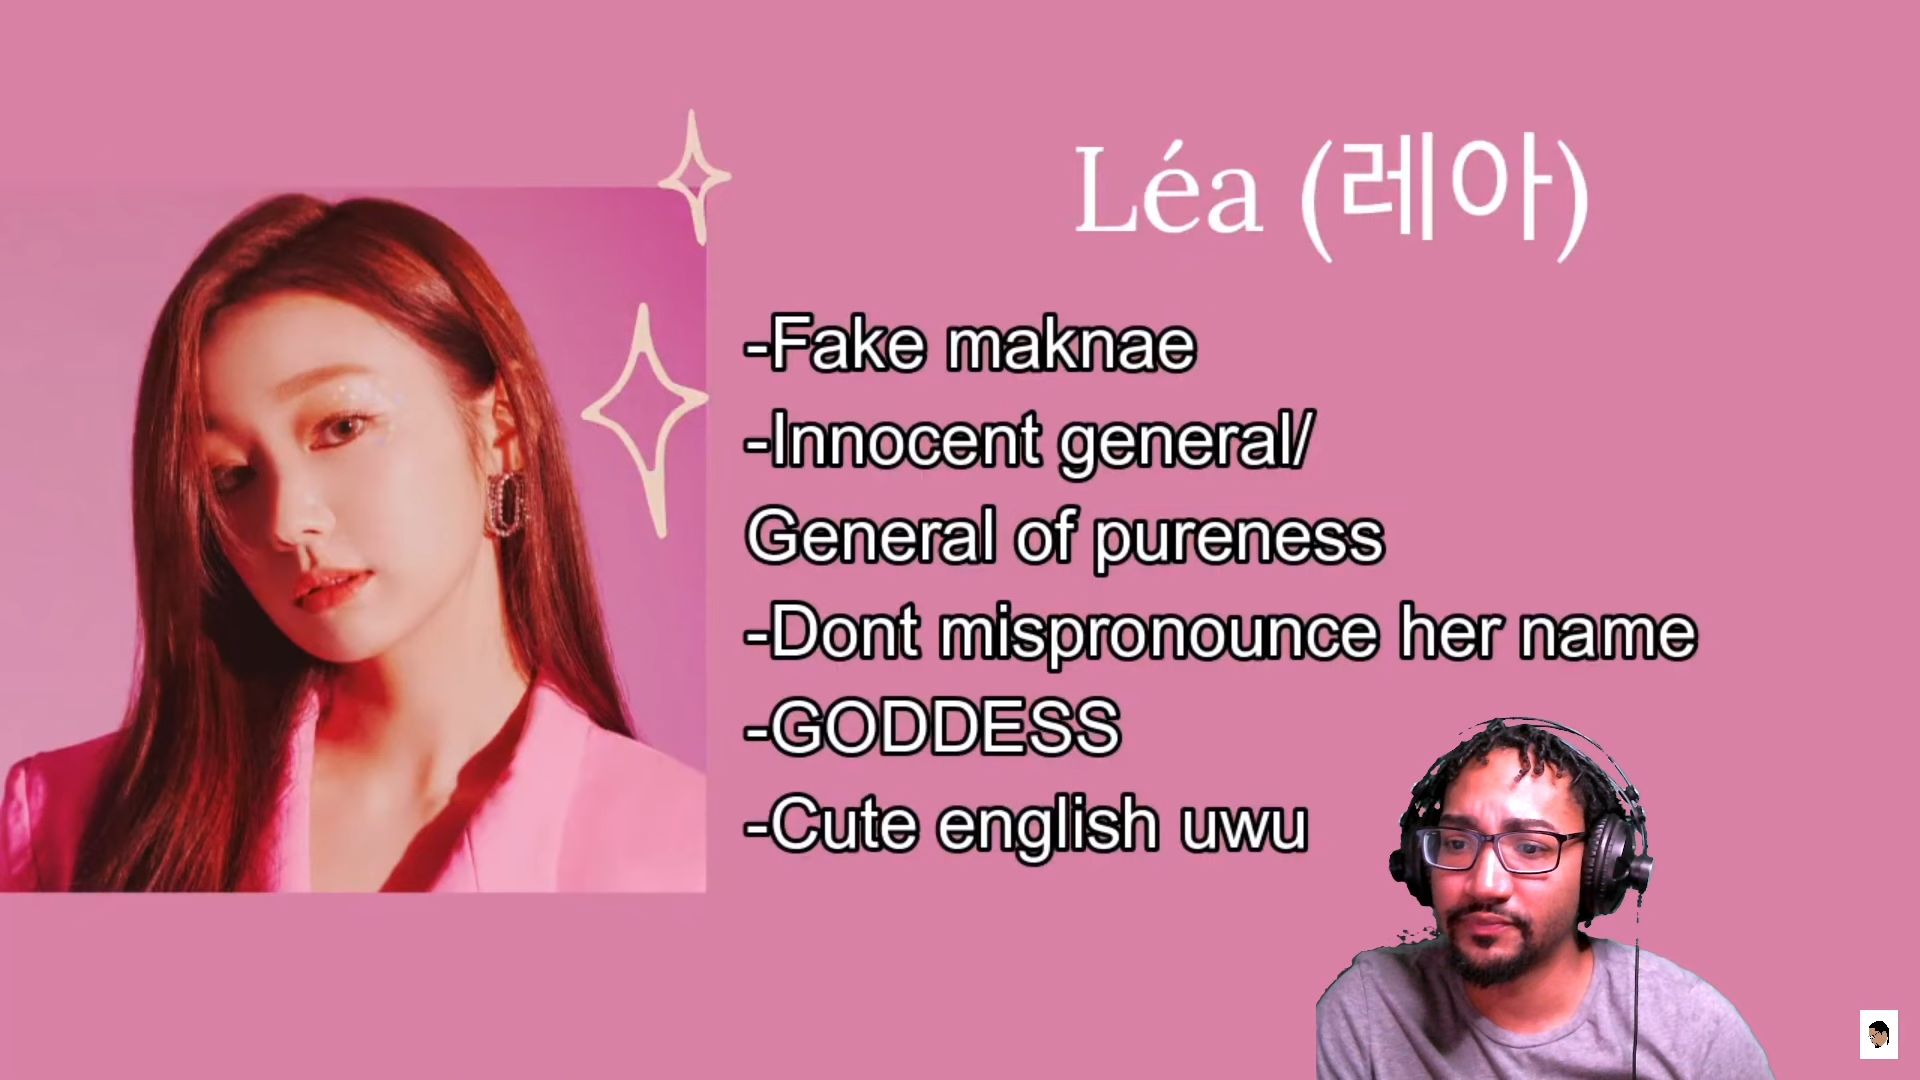 Léa (레아)
-Fake maknae
-Innocent general/
General of pureness
-Dont mispronounce her name
-GODDESS
-Cute english uwu